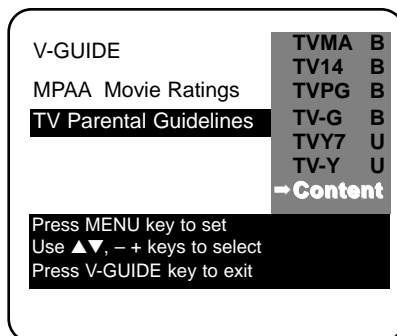 V-GUIDE
MPAA Movie Ratings
TV Parental Guidelines
TVMA B
TV14 B
TVPG B
TV-G B
TVY7 U
TV-Y U
➡Content
Press MENU key to set
Use ▲▼, – + keys to select
Press V-GUIDE key to exit